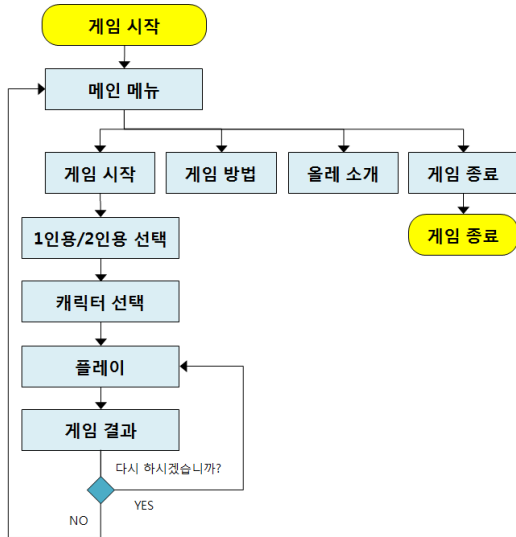 게임 시작
메인 메뉴
게임 시작
게임 방법
올레 소개
게임 종료
1인용/2인용 선택
게임 종료
캐릭터 선택
플레이
게임 결과
다시 하시겠습니까?
YES
NO